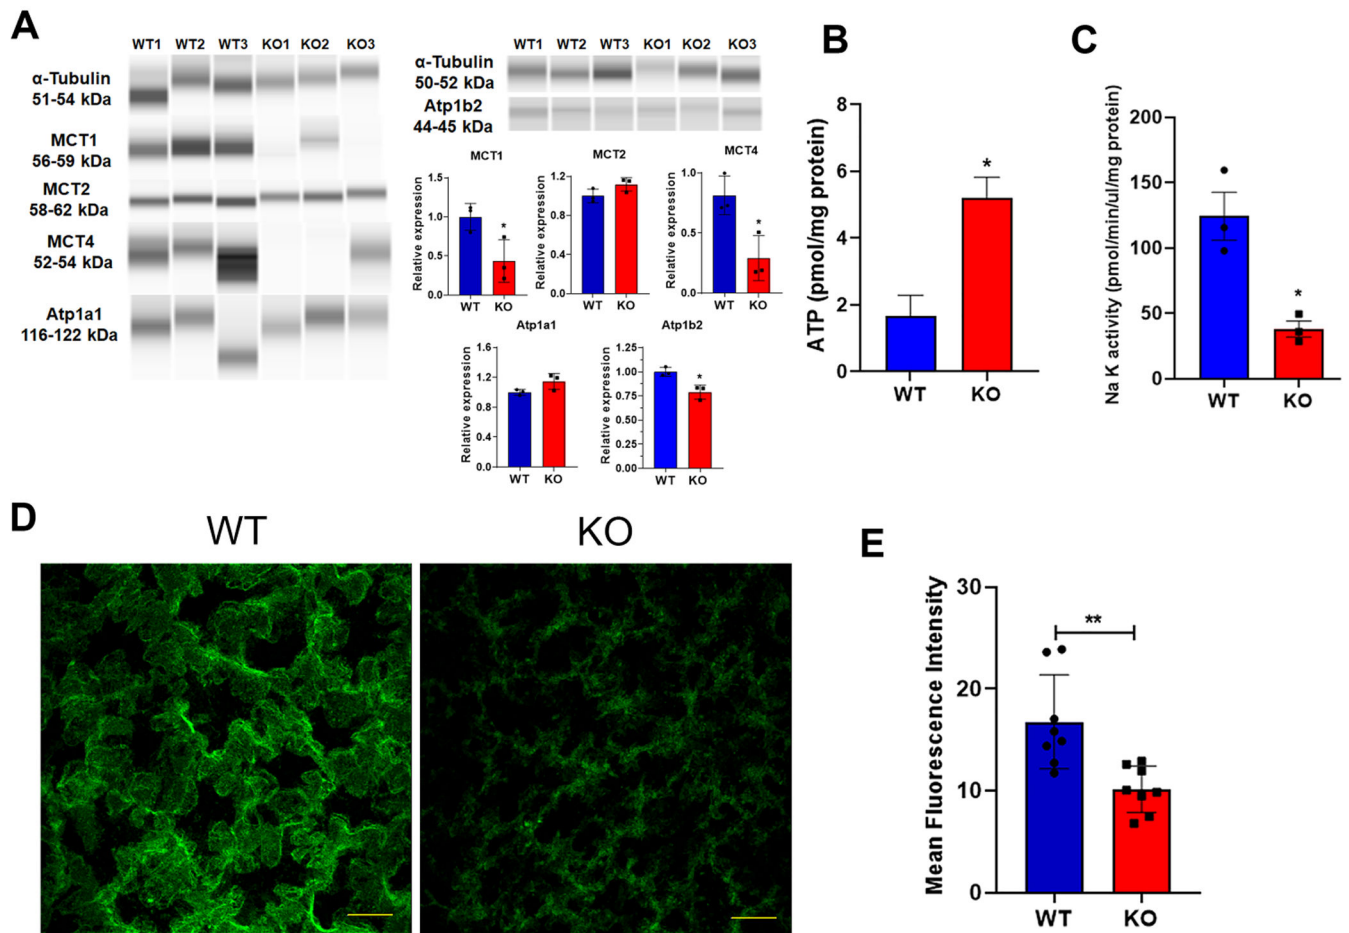 A
WT1 WT2 WT3 KO1 KO2 KO3
α-Tubulin
51-54 kDa
MCT1
56-59 kDa
MCT2
58-62 kDa
MCT4
52-54 kDa
Atp1a1
116-122 kDa
WT1 WT2 WT3 KO1 KO2 KO3
α-Tubulin
50-52 kDa
Atp1b2
44-45 kDa
MCT1
Relative expression
1.5
1.0
0.5
0.0
*
WT KO
MCT2
Relative expression
1.2
0.8
0.4
0.0
WT KO
MCT4
Relative expression
1.0
0.5
0.0
*
WT KO
Atp1a1
Relative expression
1.6
1.2
0.8
0.4
0.0
WT KO
Atp1b2
Relative expression
1.25
1.00
0.75
0.50
0.25
0.00
*
WT KO
B
ATP (pmol/mg protein)
8
6
4
2
0
*
WT KO
C
Na K activity (pmol/min/ul/mg protein)
200
150
100
50
0
*
WT KO
D
WT KO
E
Mean Fluorescence Intensity
30
20
10
0
**
WT KO